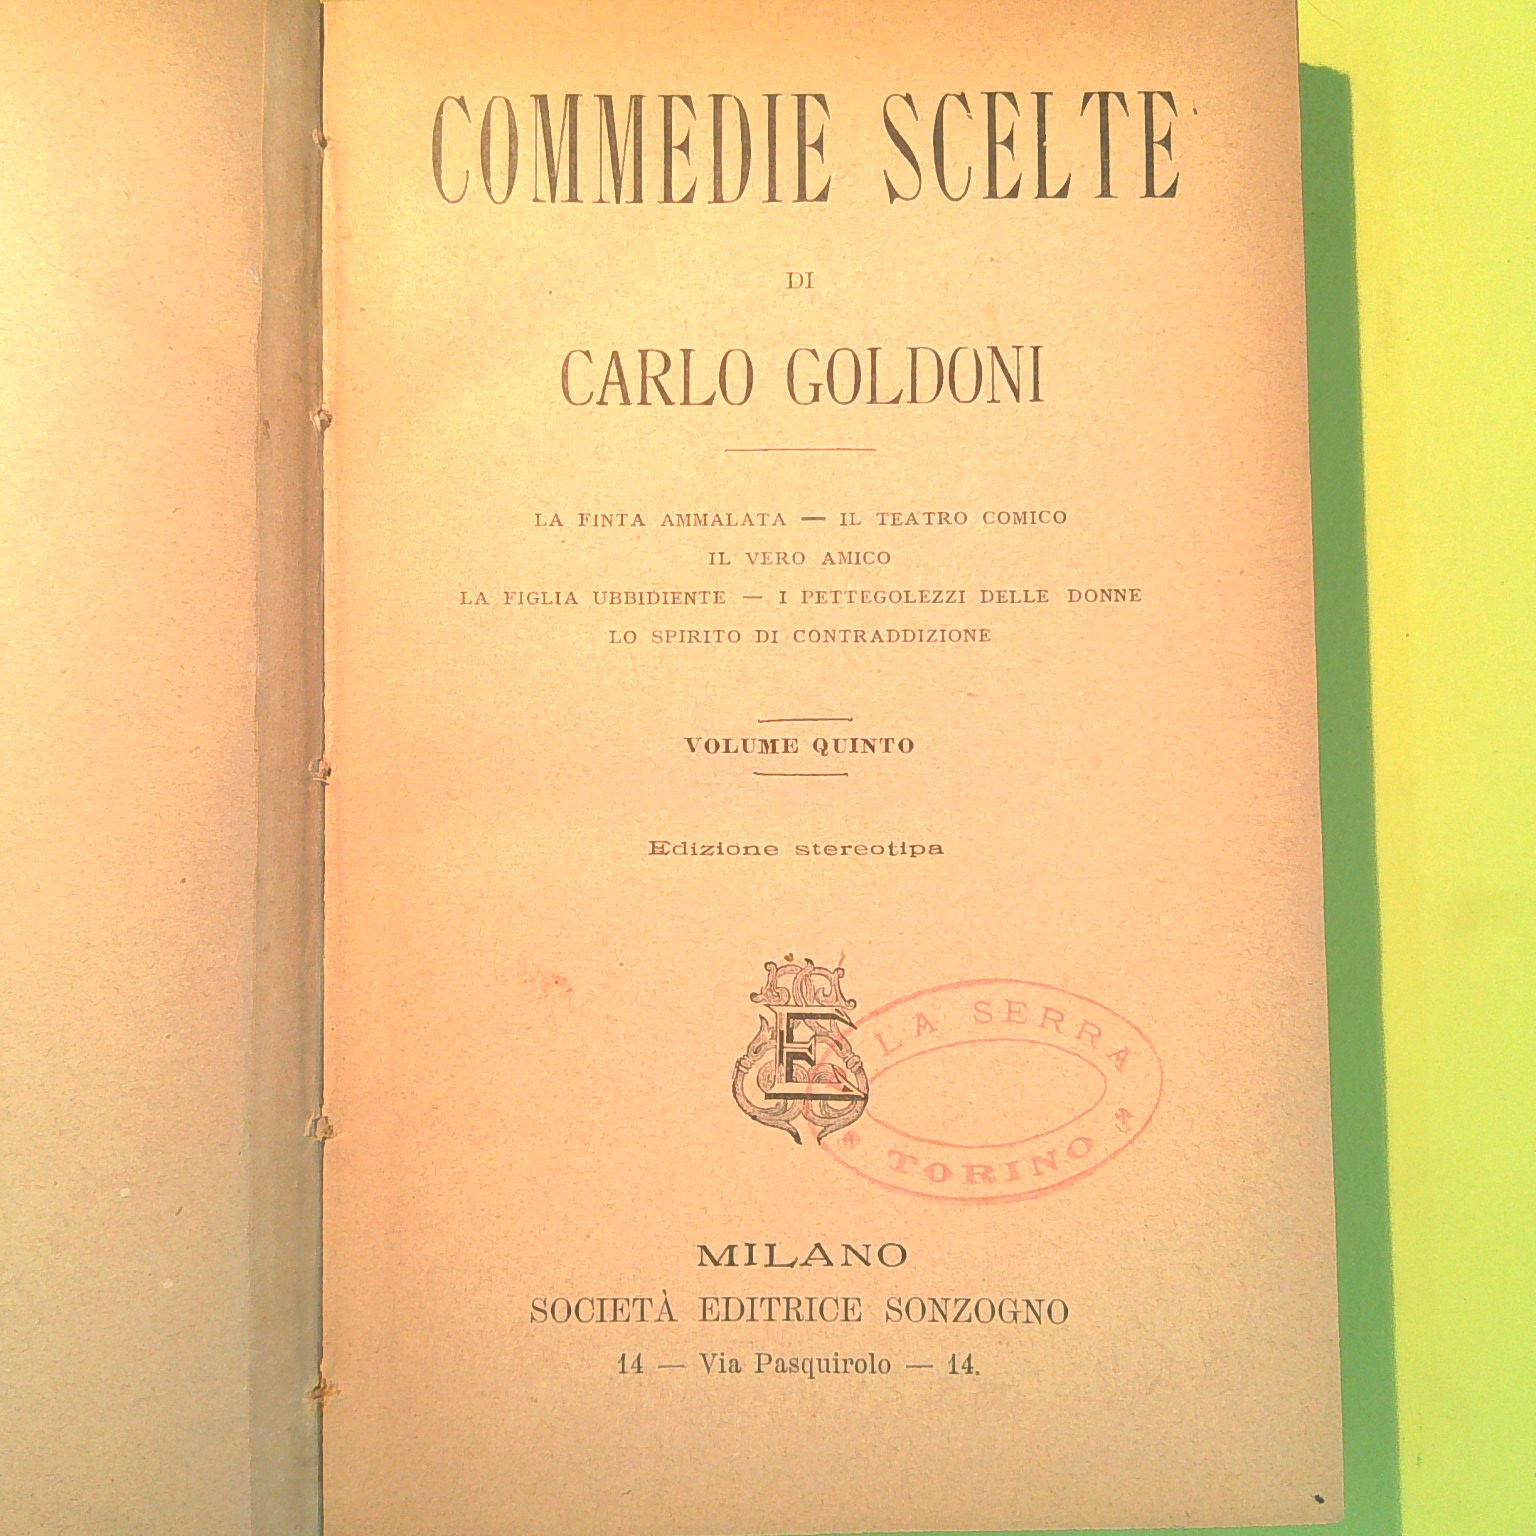 COMMEDIE SCELTE
DI
CARLO GOLDONI
LA FINTA AMMALATA — IL TEATRO COMICO
IL VERO AMICO
LA FIGLIA UBBIDIENTE — I PETTEGOLEZZI DELLE DONNE
LO SPIRITO DI CONTRADDIZIONE
VOLUME QUINTO
Edizione stereotipa
E
LA SERRA
TORINO
MILANO
SOCIETÀ EDITRICE SONZOGNO
14 — Via Pasquirolo — 14.